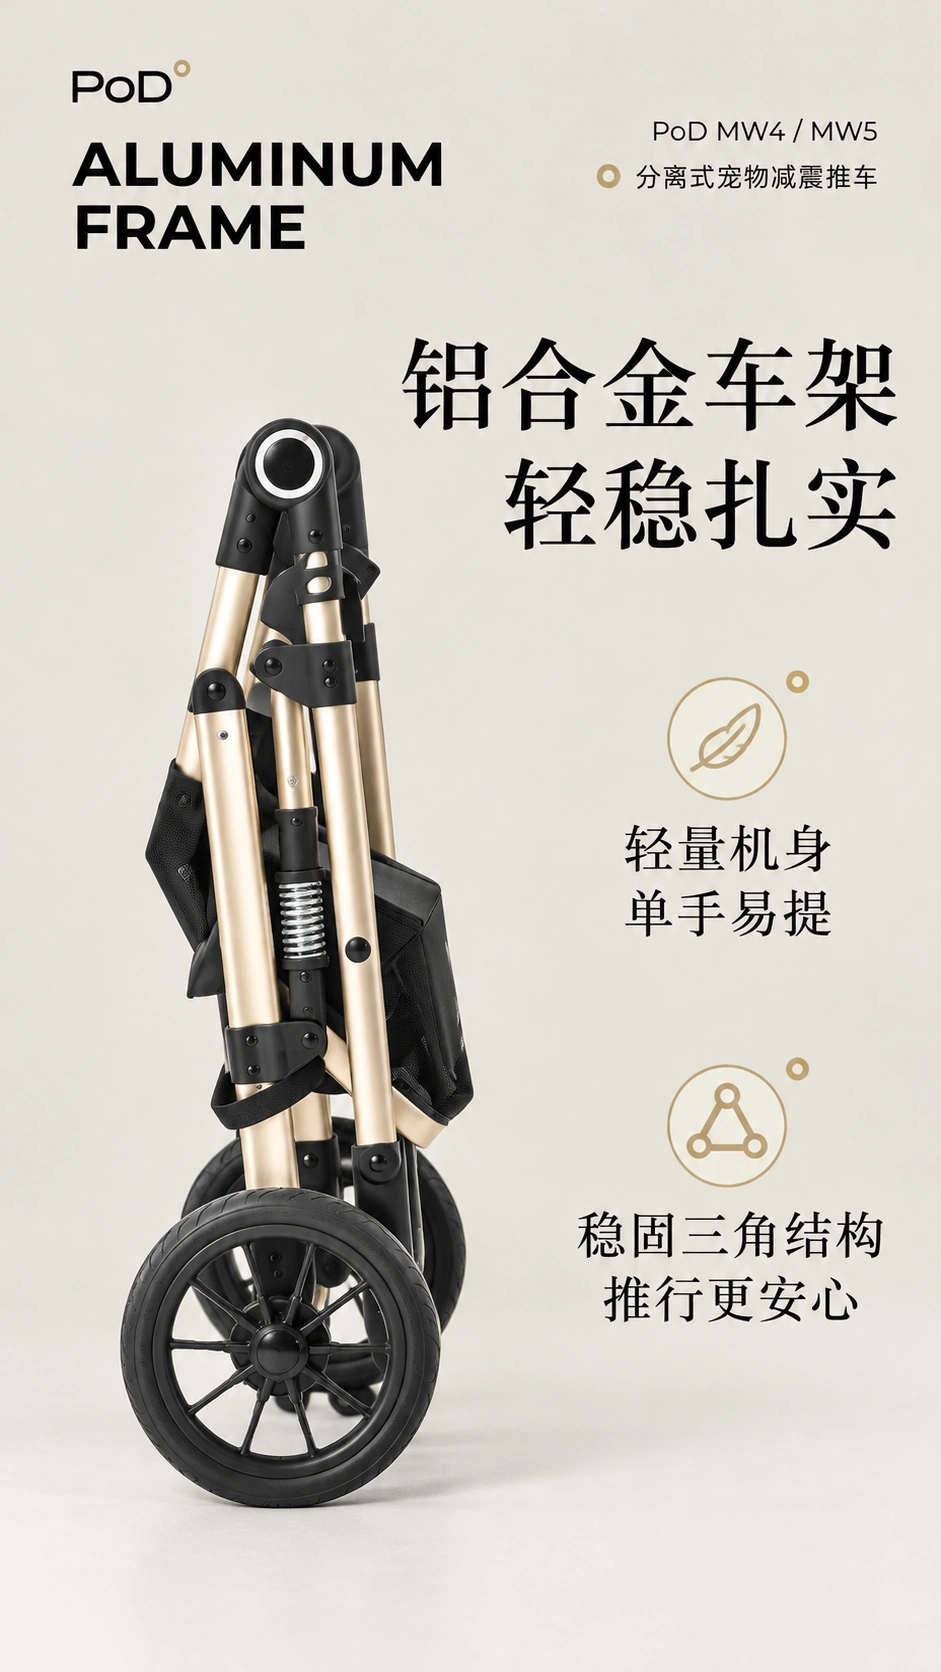 PoD
ALUMINUM
FRAME
PoD MW4 / MW5
分离式宠物减震推车
铝合金车架
轻稳扎实
轻量机身
单手易提
稳固三角结构
推行更安心